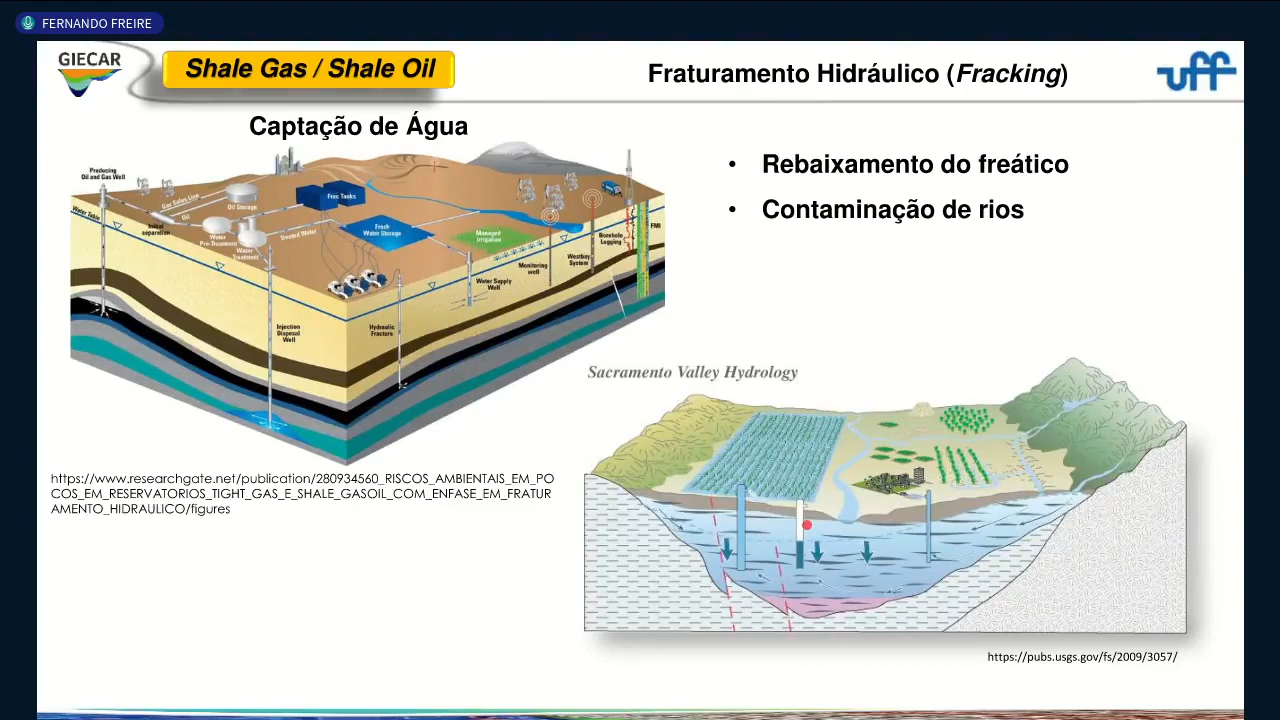 FERNANDO FREIRE
GIECAR
Shale Gas / Shale Oil
Fraturamento Hidráulico (Fracking)
uff
Captação de Água
Producing
Oil and Gas Well
Water Table
Gas Sales Line
Oil
Initial
separation
Oil Storage
Water
Pre-Treatment
Water
Treatment
Treated Water
Frac Tanks
Fresh
Water Storage
Managed
Irrigation
Monitoring
well
Water Supply
Well
Westbay
System
Borehole
Logging
FMI
Injection
Disposal
Well
Hydraulic
Fracture
• Rebaixamento do freático
• Contaminação de rios
Sacramento Valley Hydrology
https://www.researchgate.net/publication/280934560_RISCOS_AMBIENTAIS_EM_PO
COS_EM_RESERVATORIOS_TIGHT_GAS_E_SHALE_GASOIL_COM_ENFASE_EM_FRATUR
AMENTO_HIDRAULICO/figures
https://pubs.usgs.gov/fs/2009/3057/